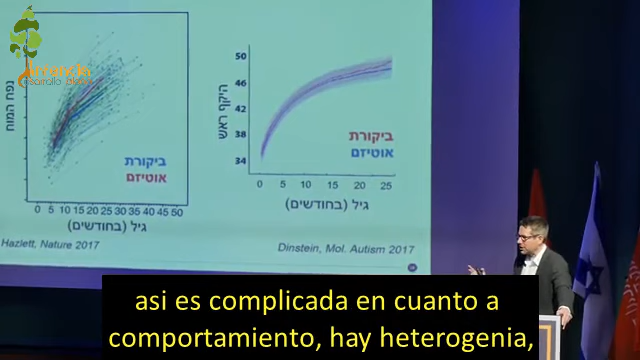 Infancia
נפח המוח
ביקורת
אוטיזם
0 5 10 15 20 25 30 35 40 45 50
גיל (בחודשים)
Hazlett, Nature 2017
היקף ראש
50
46
42
38
34
ביקורת
אוטיזם
0 5 10 15 20 25
גיל (בחודשים)
Dinstein, Mol. Autism 2017
asi es complicada en cuanto a
comportamiento, hay heterogenia,